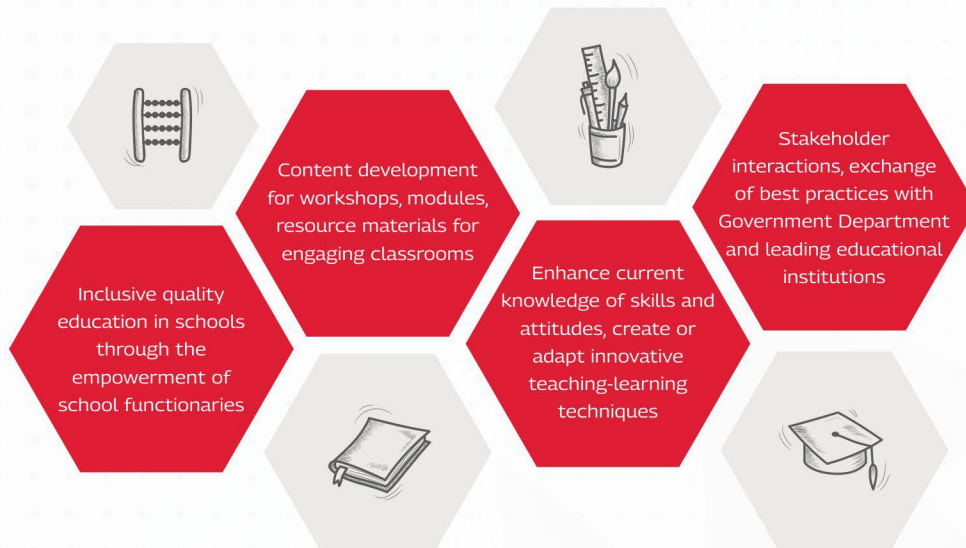 Inclusive quality
education in schools
through the
empowerment of
school functionaries
Content development
for workshops, modules,
resource materials for
engaging classrooms
Enhance current
knowledge of skills and
attitudes, create or
adapt innovative
teaching-learning
techniques
Stakeholder
interactions, exchange
of best practices with
Government Department
and leading educational
institutions